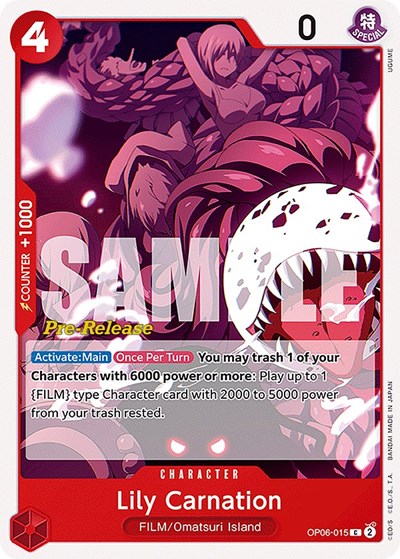 4
0
特
SPECIAL
UGUME
COUNTER +1000
SAMPLE
Pre-Release
Activate:Main Once Per Turn You may trash 1 of your
Characters with 6000 power or more: Play up to 1
{FILM} type Character card with 2000 to 5000 power
from your trash rested.
CHARACTER
Lily Carnation
FILM/Omatsuri Island
OP06-015 C 2
©E.O./S. ©E.O./S., T.A. BANDAI MADE IN JAPAN